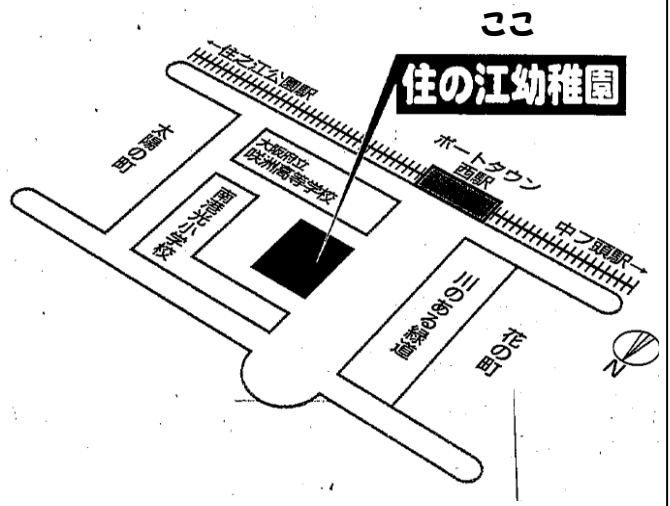 ここ
住の江幼稚園
←住之江公園駅
ポートタウン
西駅
中フ頭駅→
太陽の町
大阪府立
咲洲高等学校
南港光小学校
川のある緑道
花の町
N